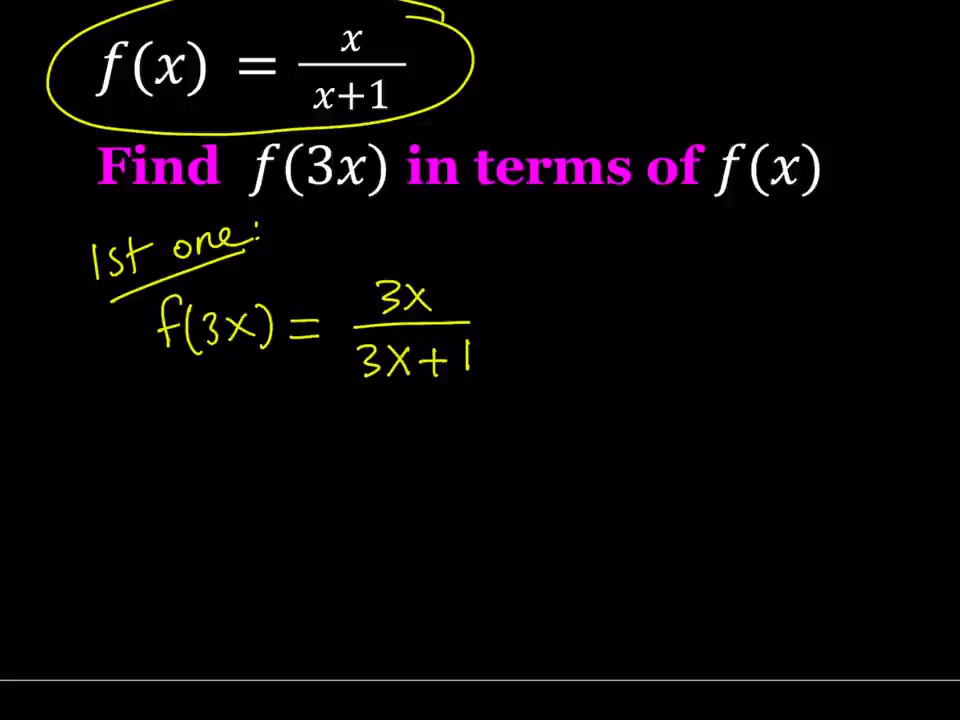 f(x) = x/(x+1)
Find f(3x) in terms of f(x)
1st one:
f(3x) = 3x/(3x+1)